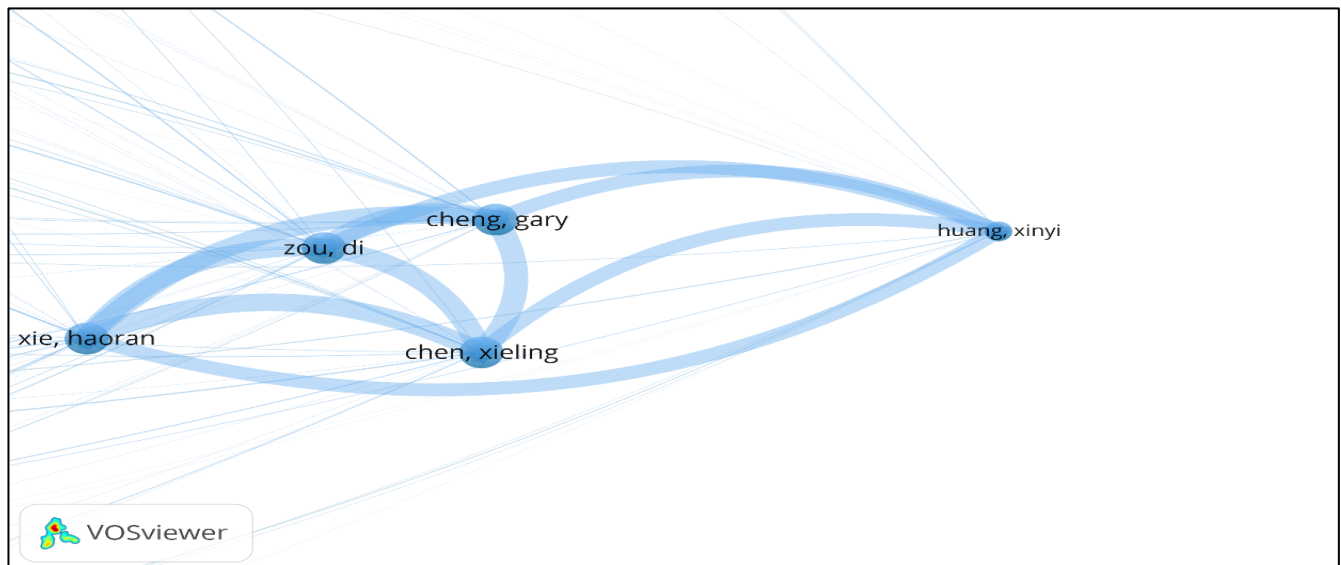 cheng, gary
huang, xinyi
zou, di
xie, haoran
chen, xieling
VOSviewer